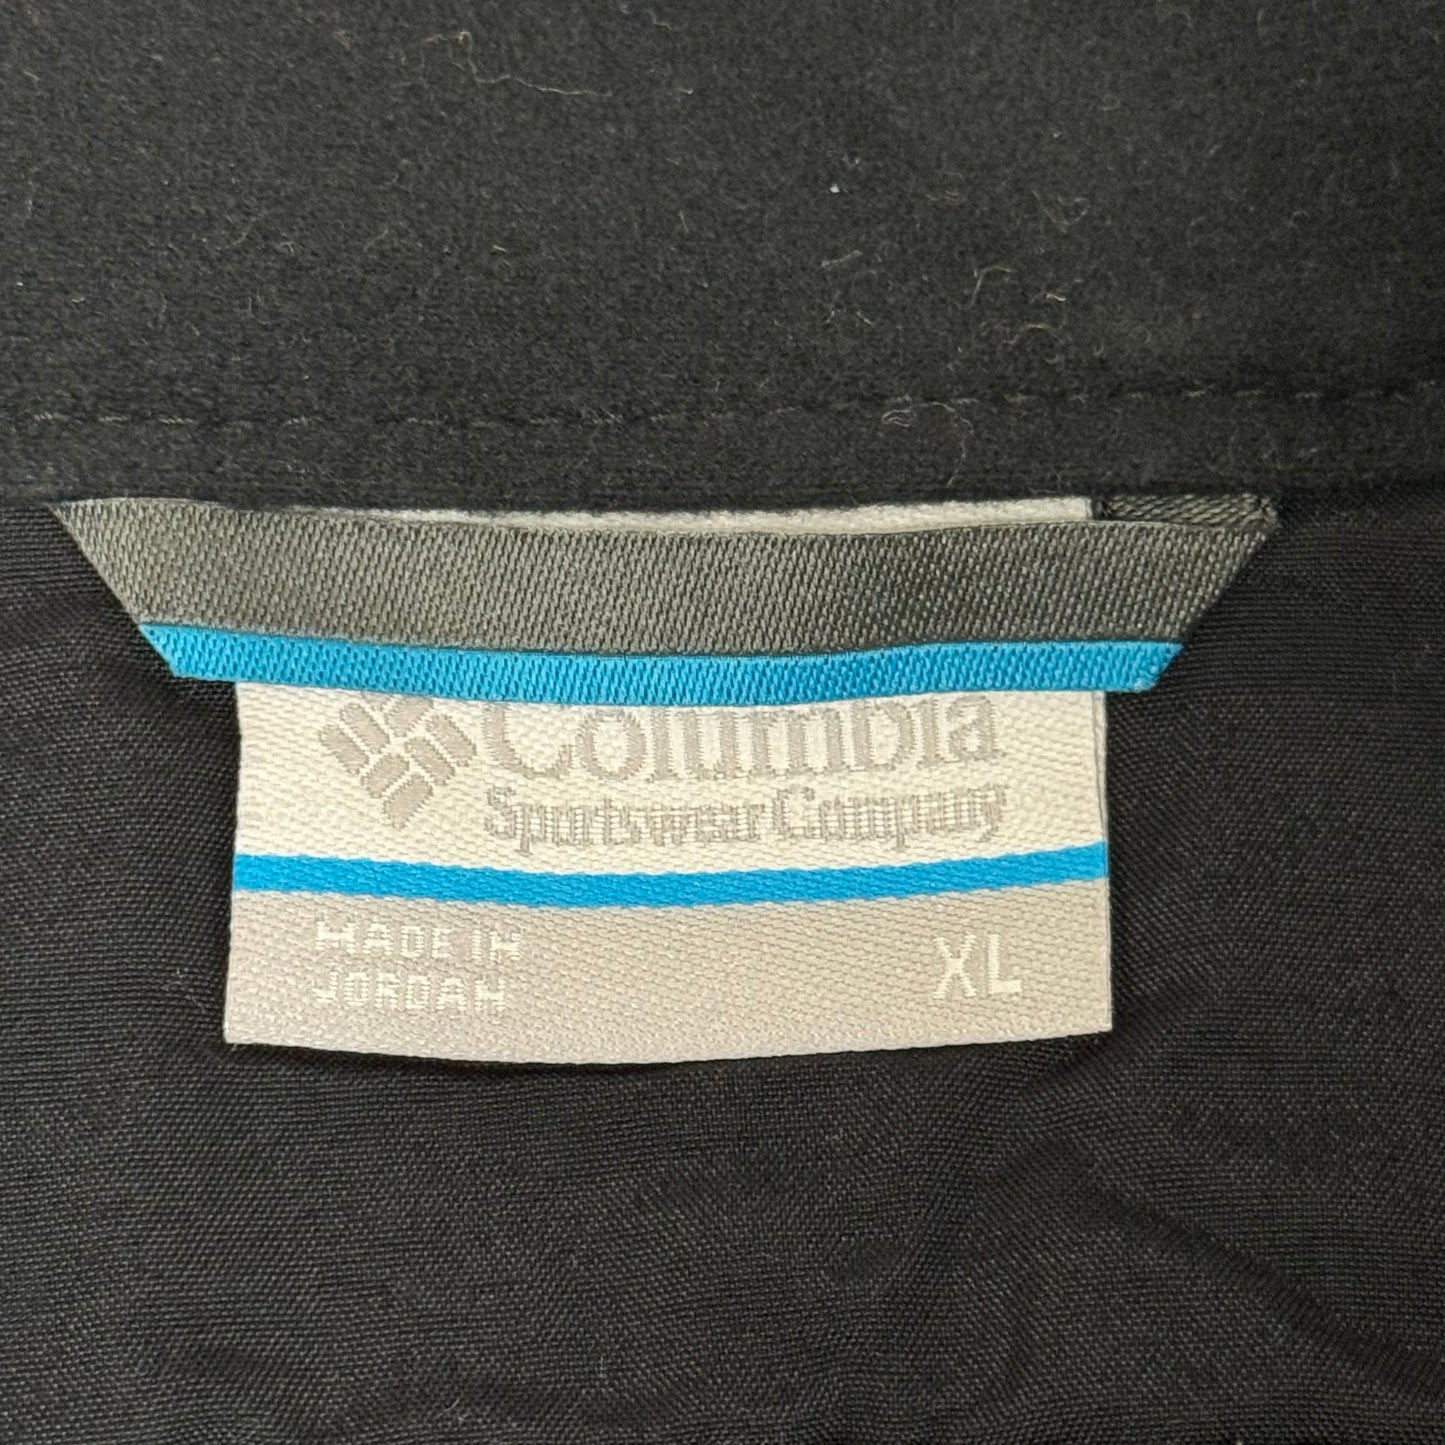 Columbia
Sportswear Company
MADE IN
JORDAN
XL